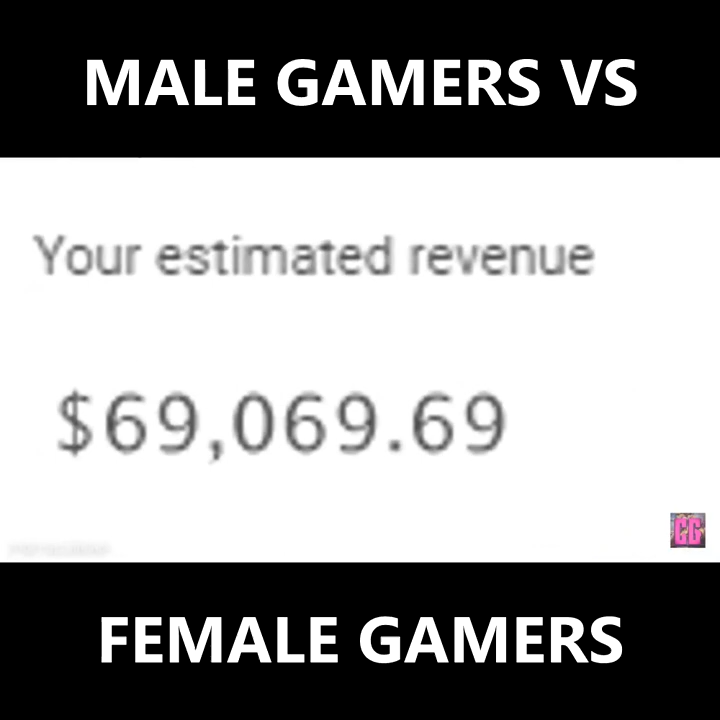 MALE GAMERS VS
Your estimated revenue
$69,069.69
GG
FEMALE GAMERS